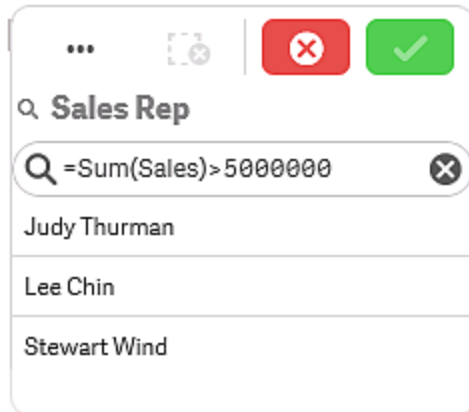 Sales Rep
=Sum(Sales)>5000000
Judy Thurman
Lee Chin
Stewart Wind